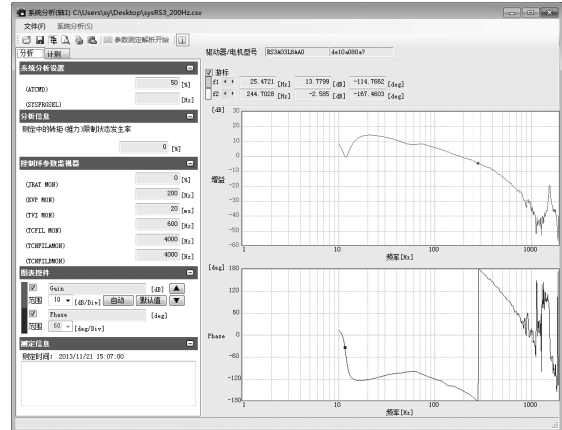 系统分析(轴1) C:\Users\sy\Desktop\sysRS3_200Hz.csv
文件(F) 系统分析(S)
参数测定解析开始
分析 计测
系统分析设置
(ATCMD) 50 [%]
(SYSFRQSEL) [Hz]
分析信息
测定中的转矩(推力)限制状态发生率
0 [%]
控制环参数监视器
(JRAT MON) 0 [%]
(KVP MON) 200 [Hz]
(TVI MON) 20 [ms]
(TCFIL MON) 600 [Hz]
(TCNFILAMON) 4000 [Hz]
(TCNFILDMON) 4000 [Hz]
图表控件
Gain [dB]
范围 10 [dB/Div] 自动 默认值
Phase [deg]
范围 60 [deg/Div]
测定信息
测定时间: 2013/11/21 15:07:00
驱动器/电机型号 RS3A03L8AA0
游标
f1 25.4721 [Hz] 13.7799 [dB] -114.7662 [deg]
f2 244.7028 [Hz] -2.585 [dB] -167.4603 [deg]
[dB] 30
20
10
0
-10
增益
-20
-30
-40
-50
-60
1 10 100 1000
频率[Hz]
[deg] 180
120
60
Phase 0
-60
-120
-180
1 10 100 1000
频率[Hz]